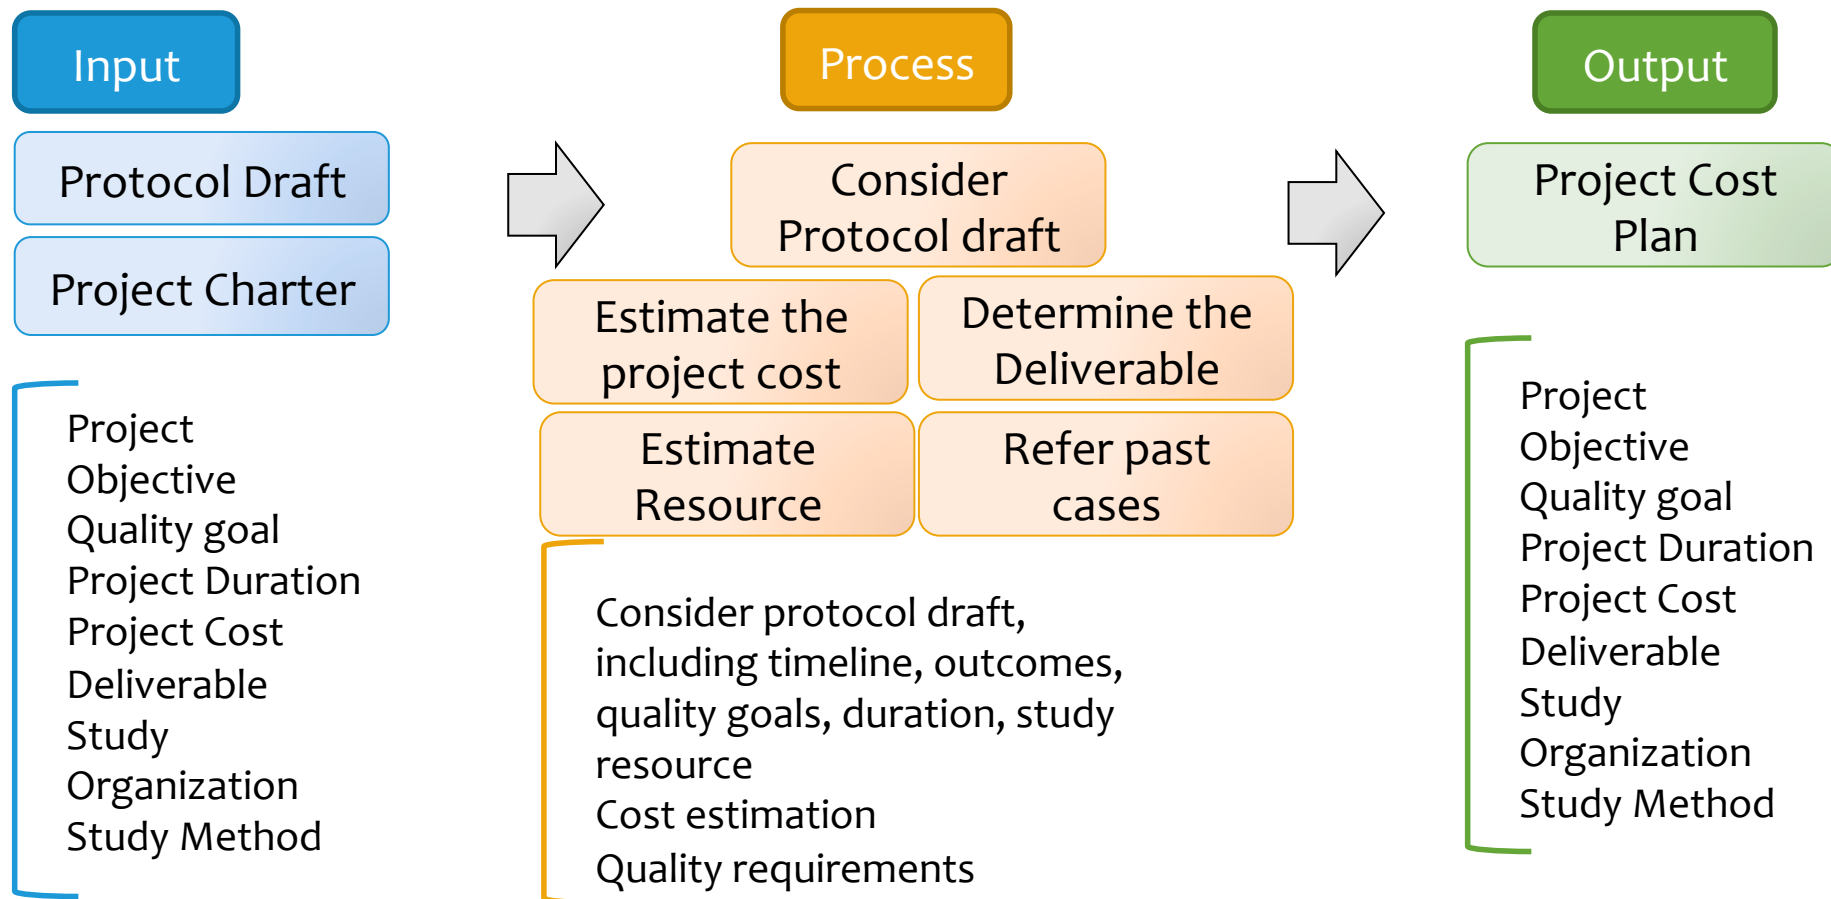 Input
Protocol Draft
Project Charter
Project
Objective
Quality goal
Project Duration
Project Cost
Deliverable
Study
Organization
Study Method
Process
Consider
Protocol draft
Estimate the
project cost
Determine the
Deliverable
Estimate
Resource
Refer past
cases
Consider protocol draft,
including timeline, outcomes,
quality goals, duration, study
resource
Cost estimation
Quality requirements
Output
Project Cost
Plan
Project
Objective
Quality goal
Project Duration
Project Cost
Deliverable
Study
Organization
Study Method